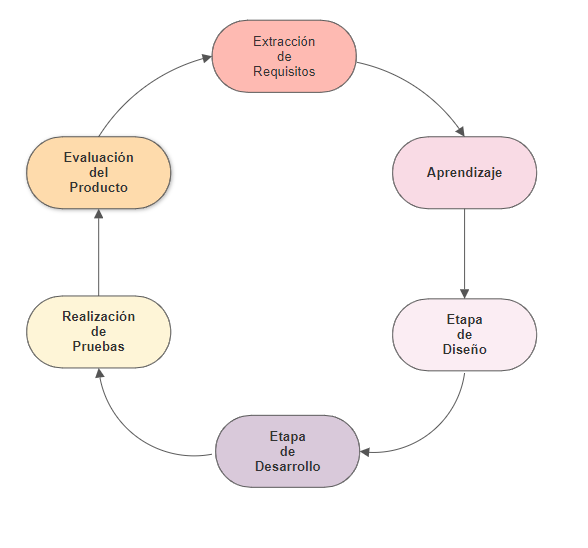 Extracción
de
Requisitos
Aprendizaje
Etapa
de
Diseño
Etapa
de
Desarrollo
Realización
de
Pruebas
Evaluación
del
Producto